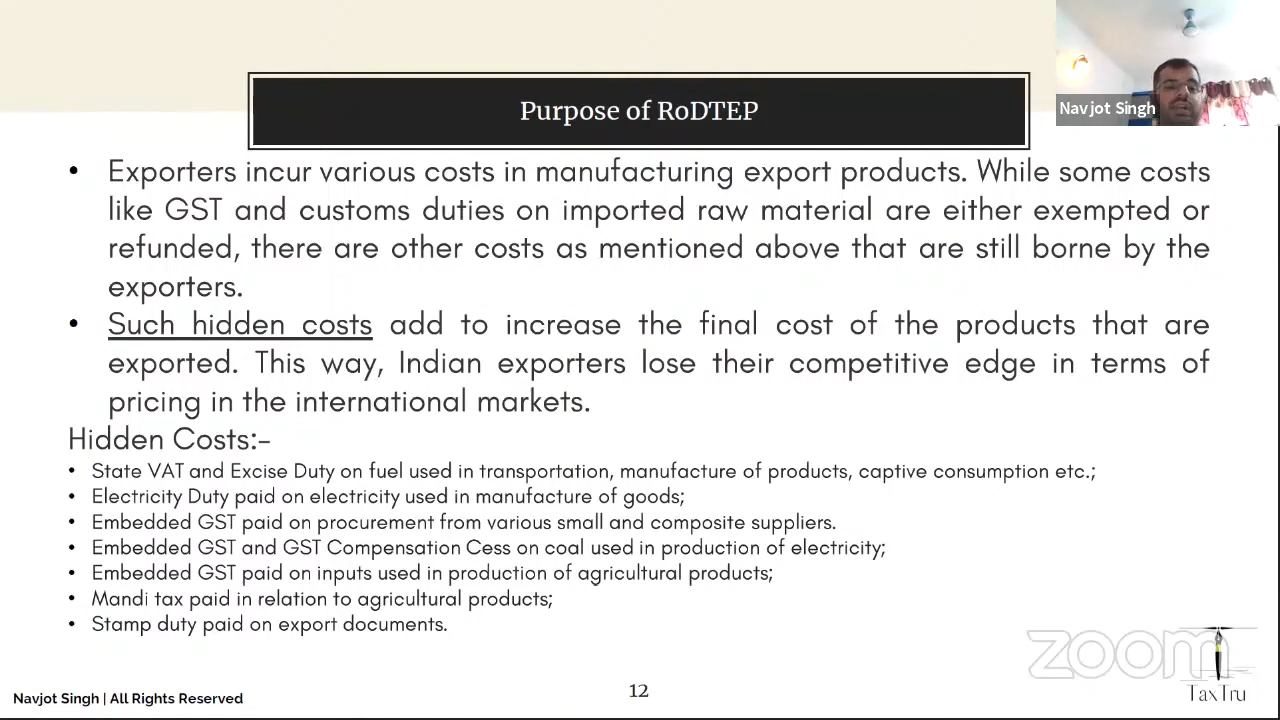 Purpose of RoDTEP
Navjot Singh
• Exporters incur various costs in manufacturing export products. While some costs
like GST and customs duties on imported raw material are either exempted or
refunded, there are other costs as mentioned above that are still borne by the
exporters.
• Such hidden costs add to increase the final cost of the products that are
exported. This way, Indian exporters lose their competitive edge in terms of
pricing in the international markets.
Hidden Costs:-
• State VAT and Excise Duty on fuel used in transportation, manufacture of products, captive consumption etc.;
• Electricity Duty paid on electricity used in manufacture of goods;
• Embedded GST paid on procurement from various small and composite suppliers.
• Embedded GST and GST Compensation Cess on coal used in production of electricity;
• Embedded GST paid on inputs used in production of agricultural products;
• Mandi tax paid in relation to agricultural products;
• Stamp duty paid on export documents.
zoom
TaxTru
Navjot Singh | All Rights Reserved
12